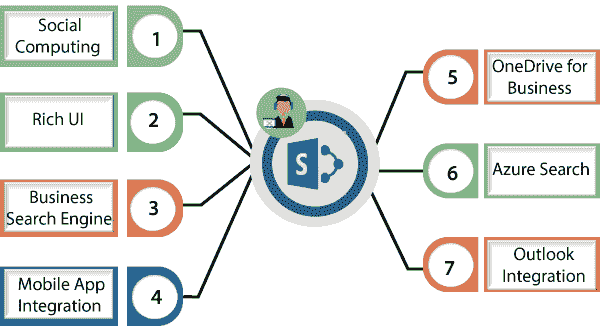 Social
Computing
1
Rich UI
2
Business
Search Engine
3
Mobile App
Integration
4
S
5
OneDrive for
Business
6
Azure Search
7
Outlook
Integration